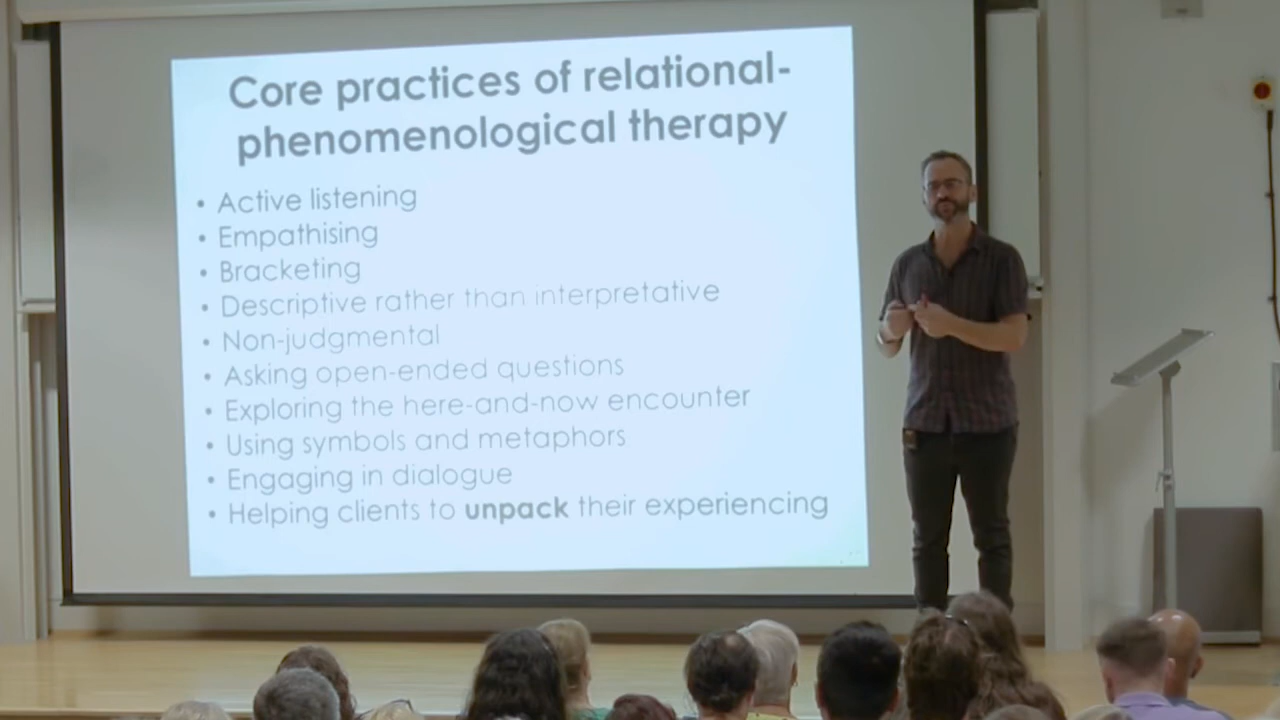 Core practices of relational-
phenomenological therapy
• Active listening
• Empathising
• Bracketing
• Descriptive rather than interpretative
• Non-judgmental
• Asking open-ended questions
• Exploring the here-and-now encounter
• Using symbols and metaphors
• Engaging in dialogue
• Helping clients to unpack their experiencing